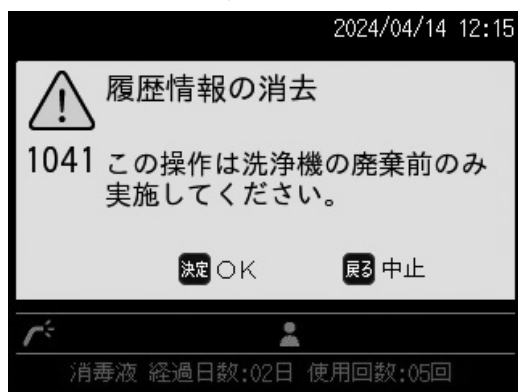 2024/04/14 12:15
履歴情報の消去
1041 この操作は洗浄機の廃棄前のみ
実施してください。
決定 OK 戻る 中止
消毒液 経過日数:02日 使用回数:05回